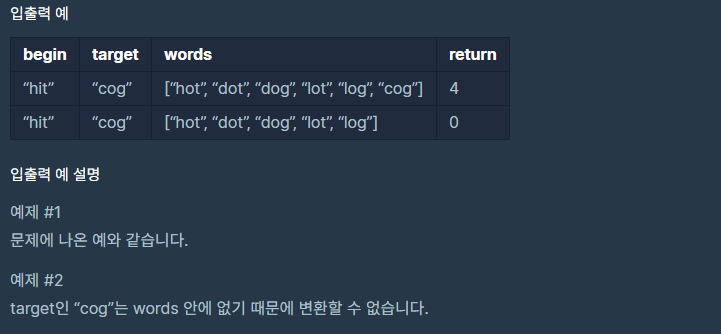 입출력 예
begin target words return
“hit” “cog” [“hot”, “dot”, “dog”, “lot”, “log”, “cog”] 4
“hit” “cog” [“hot”, “dot”, “dog”, “lot”, “log”] 0
입출력 예 설명
예제 #1
문제에 나온 예와 같습니다.
예제 #2
target인 “cog”는 words 안에 없기 때문에 변환할 수 없습니다.